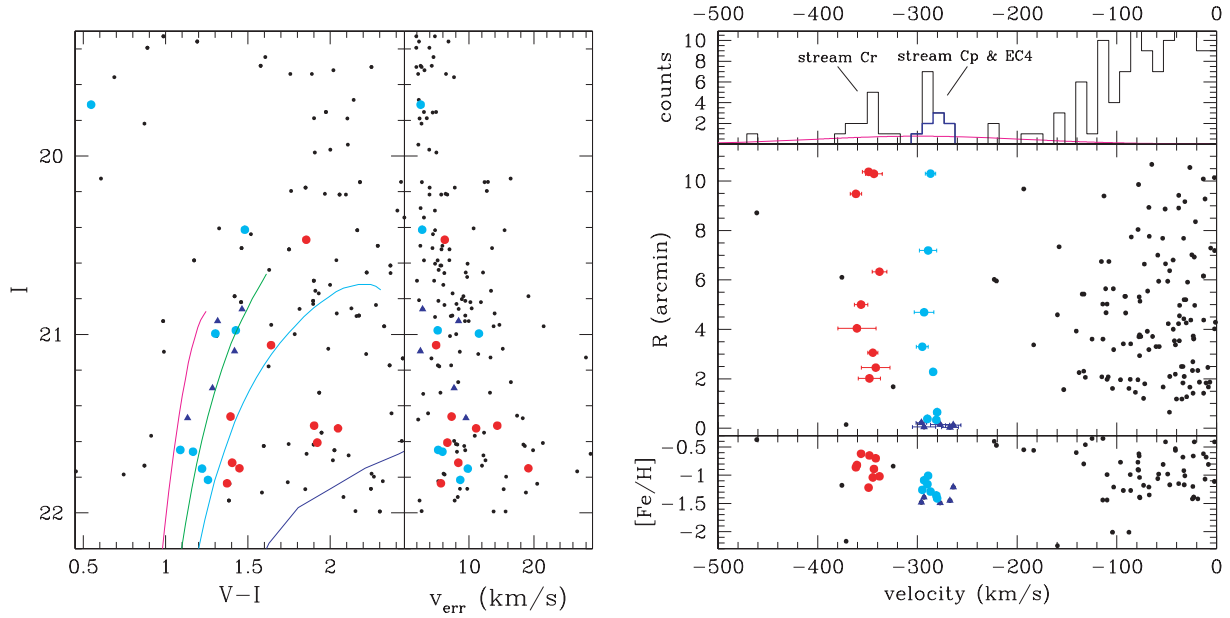 20
21
22
I
0.5 1 1.5 2
V−I
10 20
v_err (km/s)
−500 −400 −300 −200 −100 0
10
8
6
4
2
counts
stream Cr
stream Cp & EC4
10
8
6
4
2
0
R (arcmin)
−0.5
−1
−1.5
−2
[Fe/H]
−500 −400 −300 −200 −100 0
velocity (km/s)